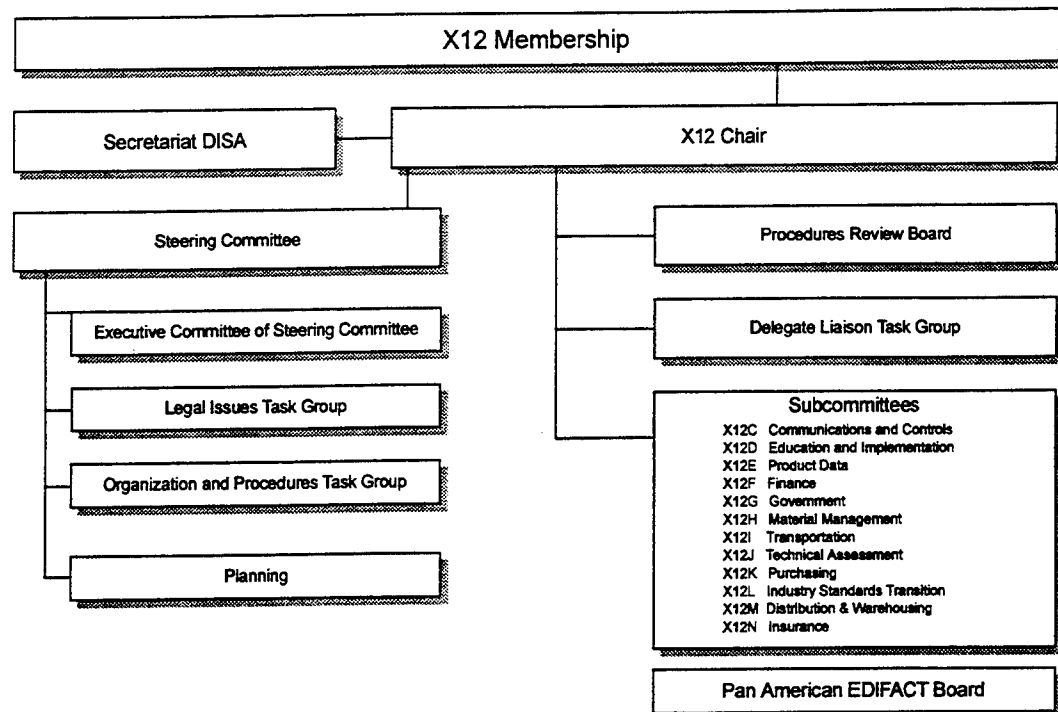 X12 Membership
Secretariat DISA
X12 Chair
Steering Committee
Executive Committee of Steering Committee
Legal Issues Task Group
Organization and Procedures Task Group
Planning
Procedures Review Board
Delegate Liaison Task Group
Subcommittees
X12C Communications and Controls
X12D Education and Implementation
X12E Product Data
X12F Finance
X12G Government
X12H Material Management
X12I Transportation
X12J Technical Assessment
X12K Purchasing
X12L Industry Standards Transition
X12M Distribution & Warehousing
X12N Insurance
Pan American EDIFACT Board